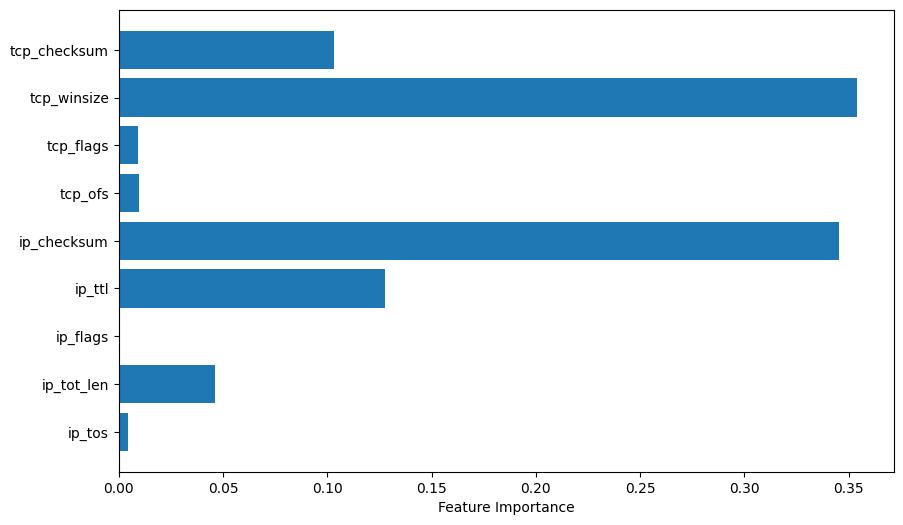 tcp_checksum
tcp_winsize
tcp_flags
tcp_ofs
ip_checksum
ip_ttl
ip_flags
ip_tot_len
ip_tos
0.00 0.05 0.10 0.15 0.20 0.25 0.30 0.35
Feature Importance